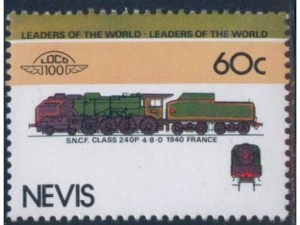 LEADERS OF THE WORLD · LEADERS OF THE WORLD
LOCO
100
60c
S.N.C.F. CLASS 240P 4-8-0 1940 FRANCE
NEVIS